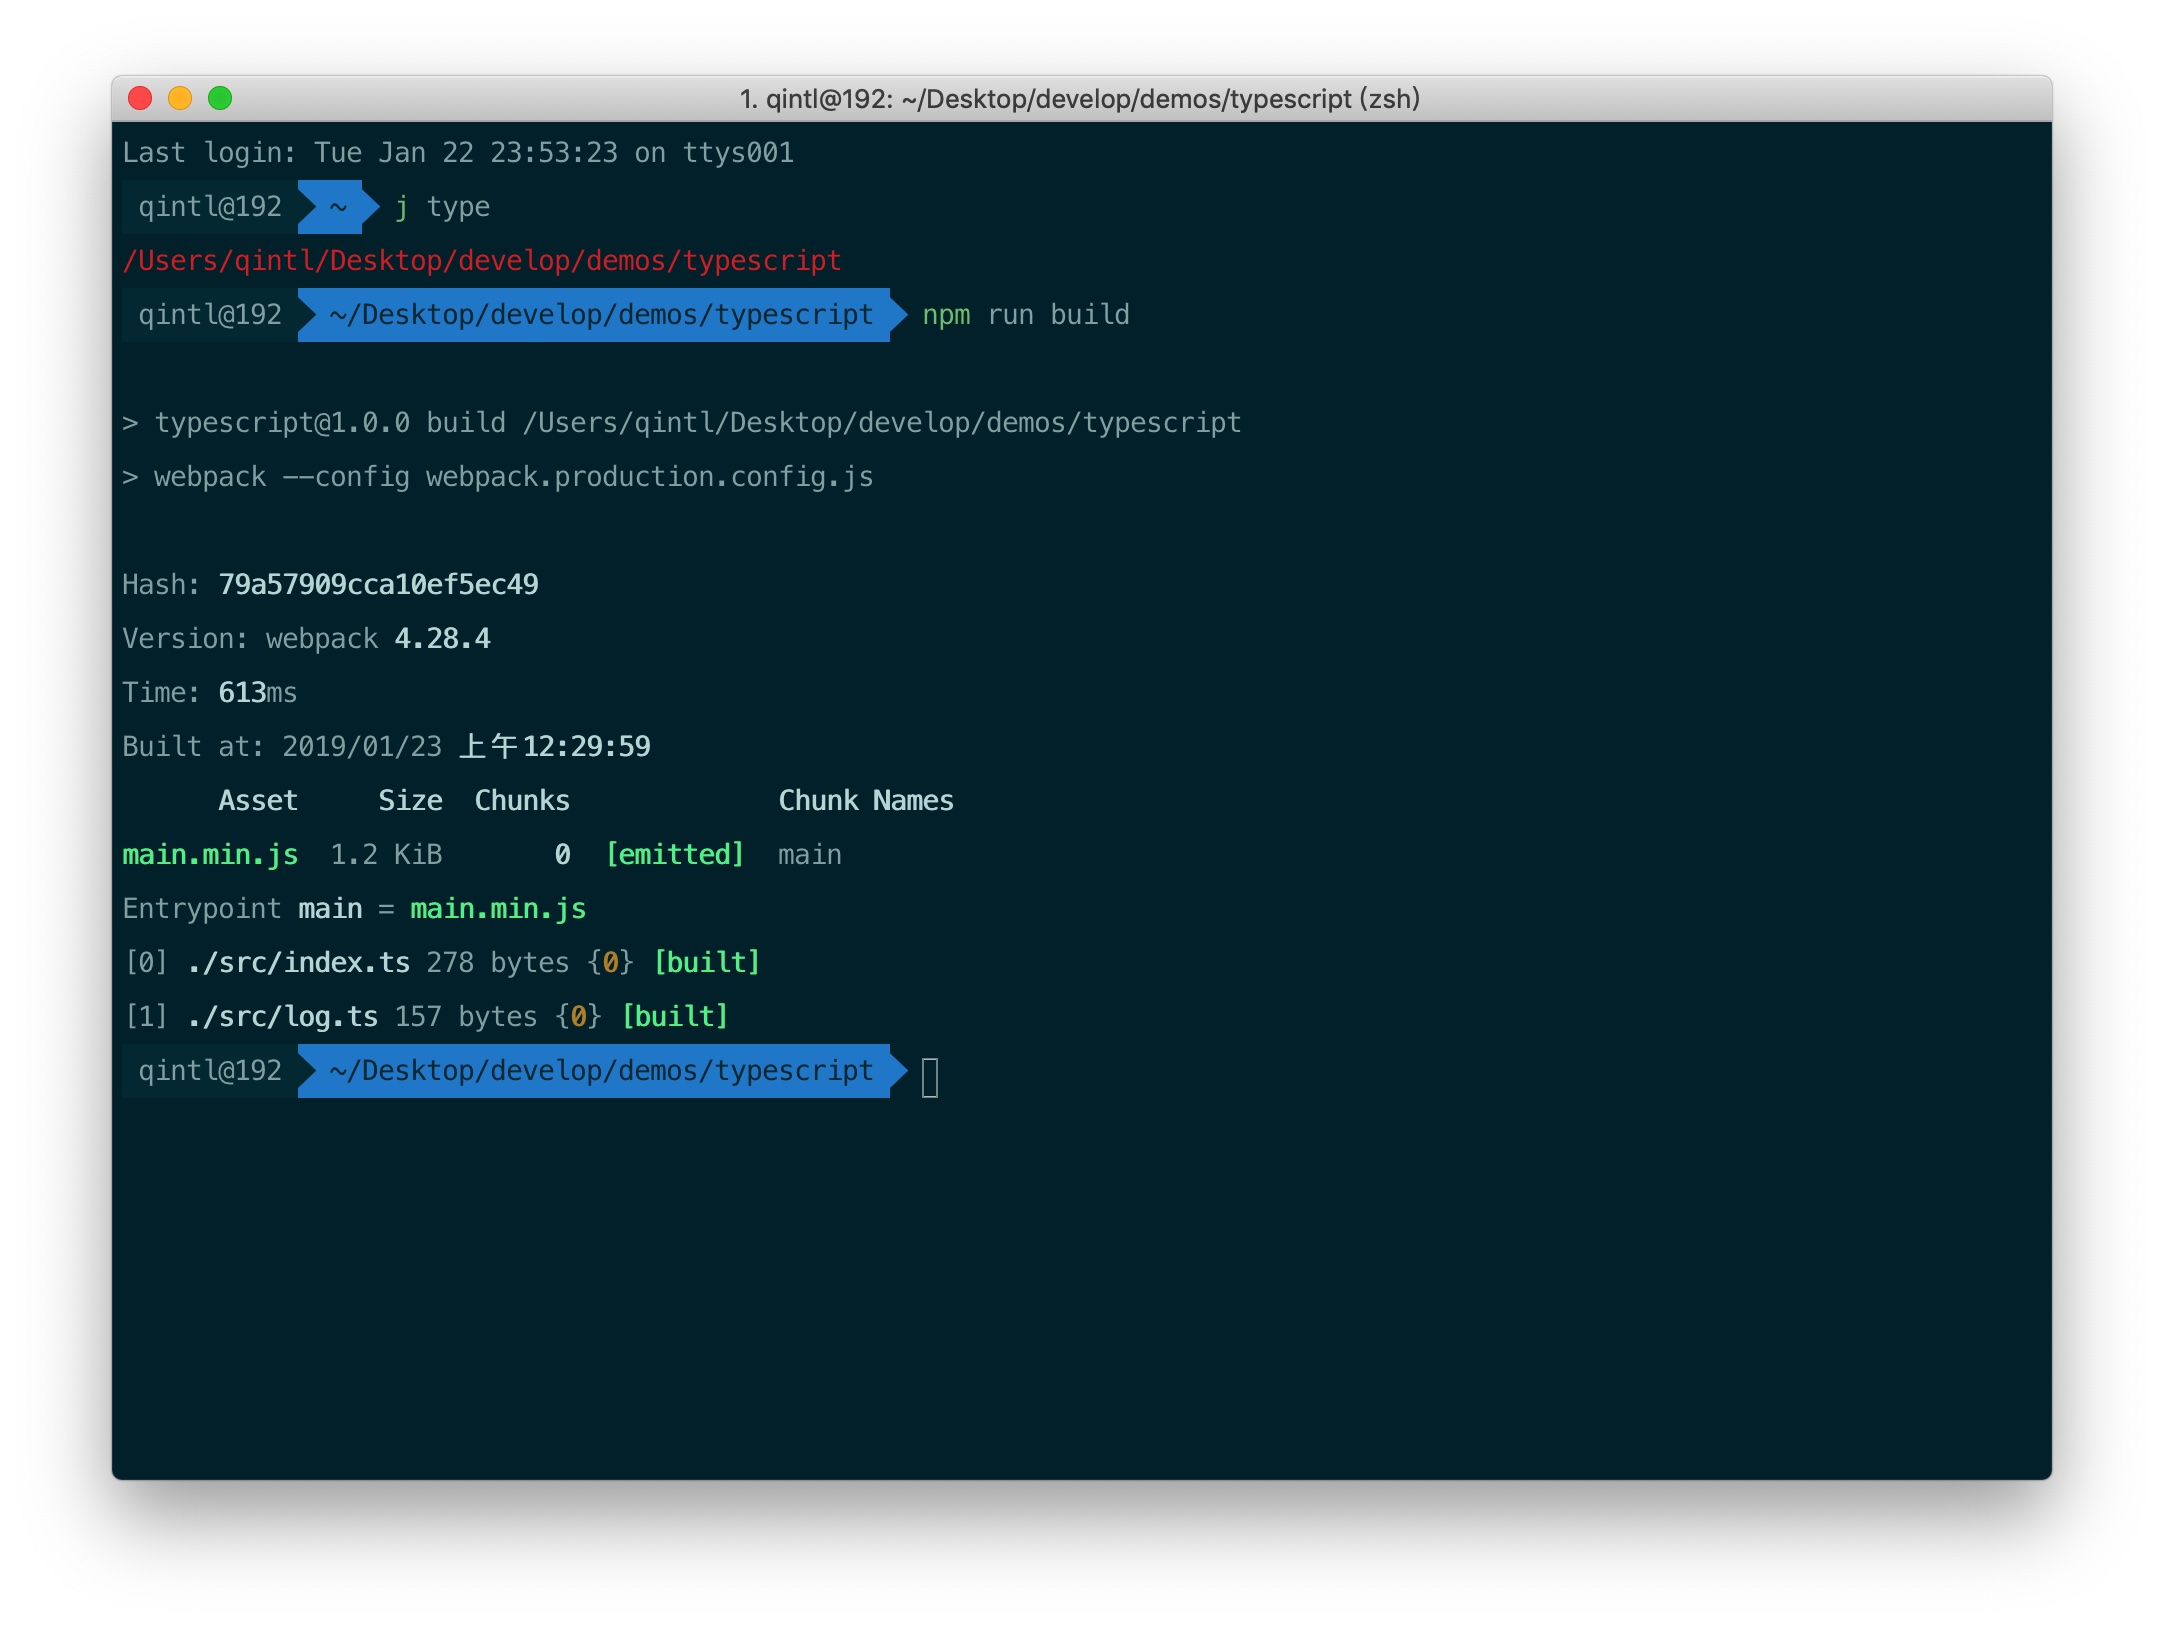 1. qintl@192: ~/Desktop/develop/demos/typescript (zsh)
Last login: Tue Jan 22 23:53:23 on ttys001
qintl@192 ~ j type
/Users/qintl/Desktop/develop/demos/typescript
qintl@192 ~/Desktop/develop/demos/typescript npm run build
> typescript@1.0.0 build /Users/qintl/Desktop/develop/demos/typescript
> webpack --config webpack.production.config.js
Hash: 79a57909cca10ef5ec49
Version: webpack 4.28.4
Time: 613ms
Built at: 2019/01/23 上午12:29:59
Asset Size Chunks Chunk Names
main.min.js 1.2 KiB 0 [emitted] main
Entrypoint main = main.min.js
[0] ./src/index.ts 278 bytes {0} [built]
[1] ./src/log.ts 157 bytes {0} [built]
qintl@192 ~/Desktop/develop/demos/typescript